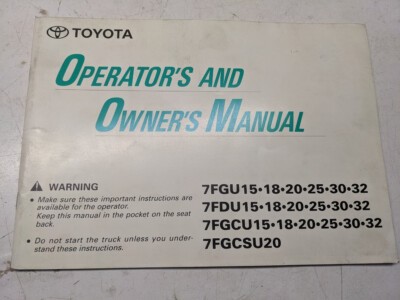 TOYOTA
OPERATOR'S AND
OWNER'S MANUAL
WARNING
• Make sure these important instructions are
available for the operator.
Keep this manual in the pocket on the seat
back.
• Do not start the truck unless you under-
stand these instructions.
7FGU15•18•20•25•30•32
7FDU15•18•20•25•30•32
7FGCU15•18•20•25•30•32
7FGCSU20